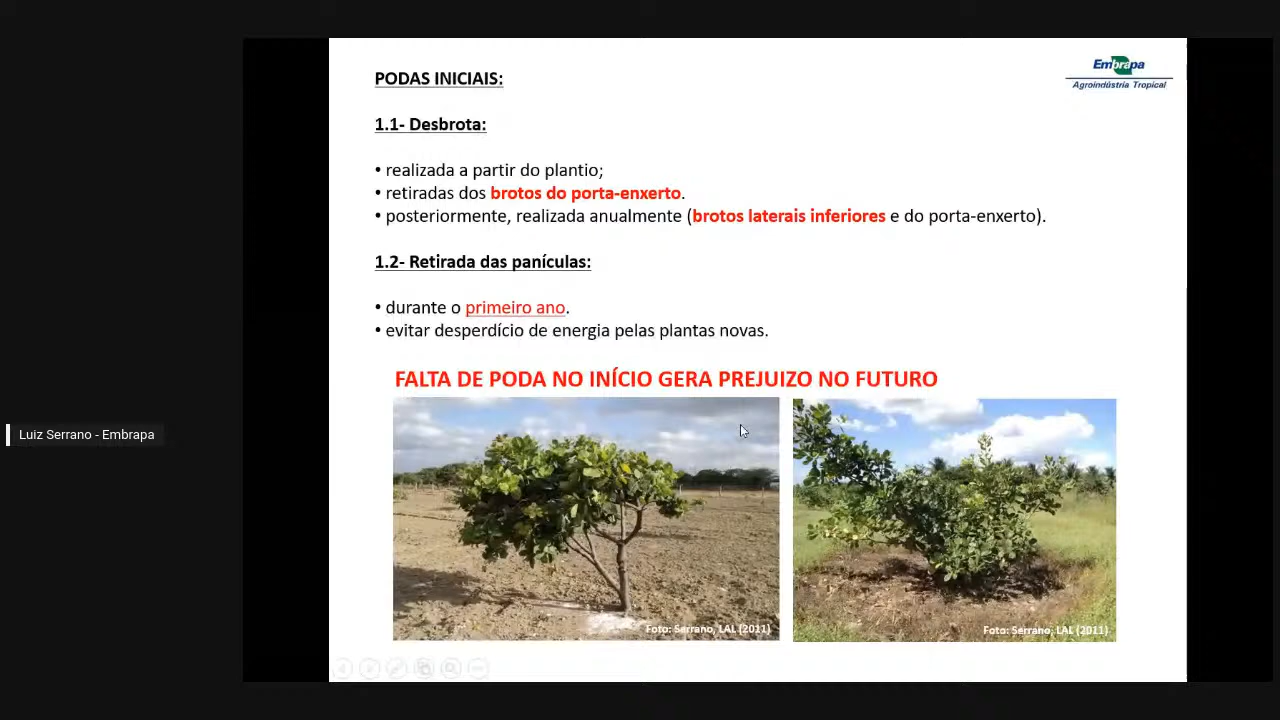 PODAS INICIAIS:
Embrapa
Agroindústria Tropical
1.1- Desbrota:
• realizada a partir do plantio;
• retiradas dos brotos do porta-enxerto.
• posteriormente, realizada anualmente (brotos laterais inferiores e do porta-enxerto).
1.2- Retirada das panículas:
• durante o primeiro ano.
• evitar desperdício de energia pelas plantas novas.
FALTA DE PODA NO INÍCIO GERA PREJUIZO NO FUTURO
Luiz Serrano - Embrapa
Foto: Serrano, LAL (2011)
Foto: Serrano, LAL (2011)